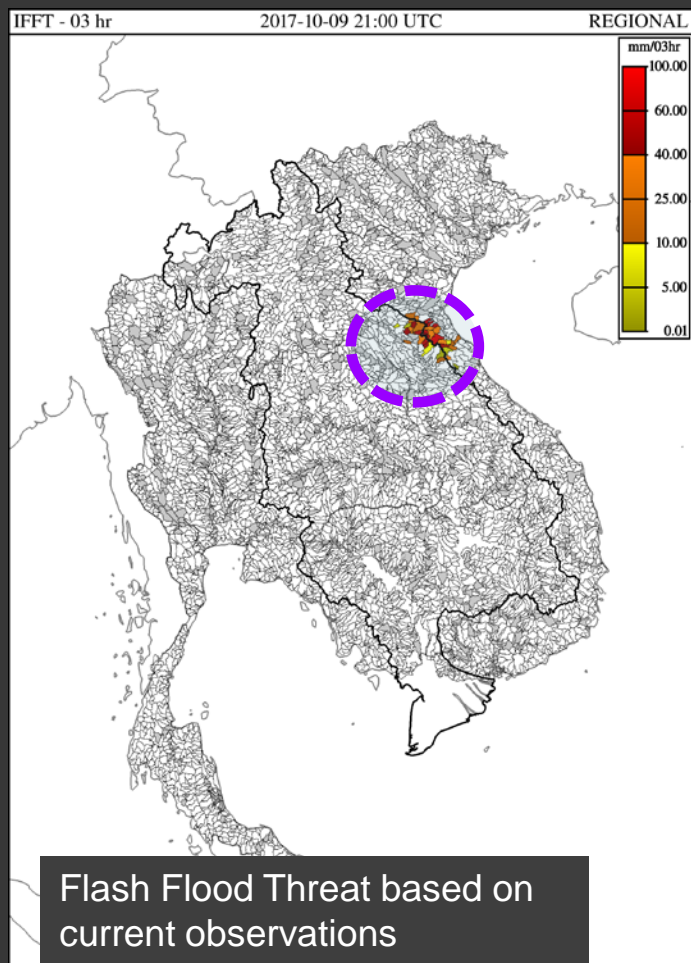 IFFT - 03 hr 2017-10-09 21:00 UTC REGIONAL
mm/03hr
100.00
60.00
40.00
25.00
10.00
5.00
0.01
Flash Flood Threat based on
current observations